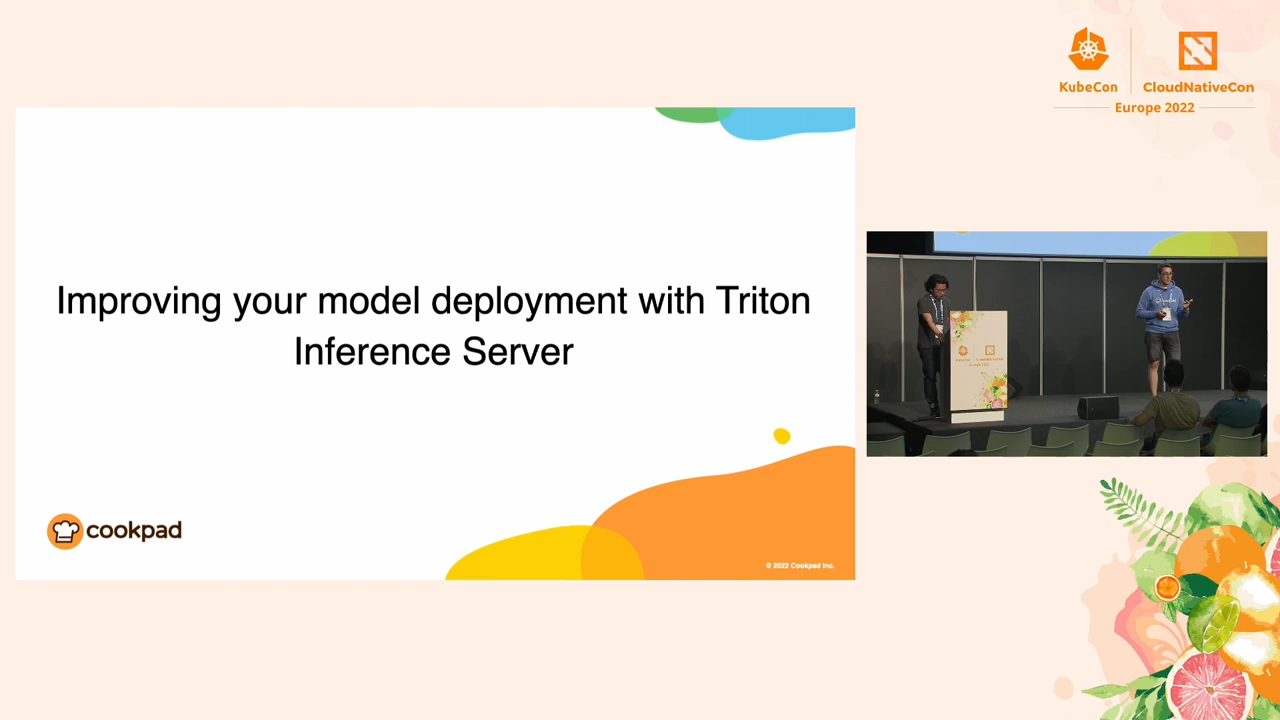 KubeCon
CloudNativeCon
Europe 2022
Improving your model deployment with Triton
Inference Server
cookpad
© 2022 Cookpad Inc.